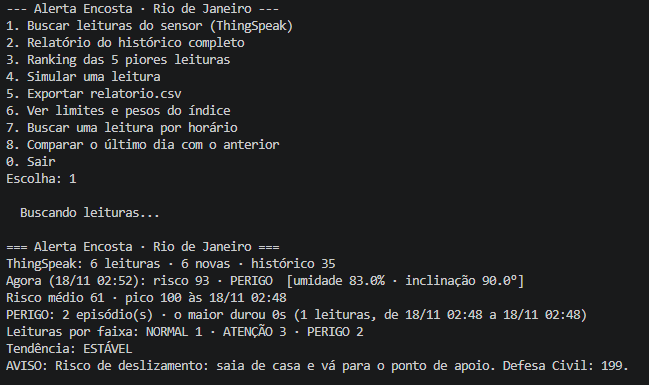 --- Alerta Encosta · Rio de Janeiro ---
1. Buscar leituras do sensor (ThingSpeak)
2. Relatório do histórico completo
3. Ranking das 5 piores leituras
4. Simular uma leitura
5. Exportar relatorio.csv
6. Ver limites e pesos do índice
7. Buscar uma leitura por horário
8. Comparar o último dia com o anterior
0. Sair
Escolha: 1
Buscando leituras...
=== Alerta Encosta · Rio de Janeiro ===
ThingSpeak: 6 leituras · 6 novas · histórico 35
Agora (18/11 02:52): risco 93 · PERIGO  [umidade 83.0% · inclinação 90.0°]
Risco médio 61 · pico 100 às 18/11 02:48
PERIGO: 2 episódio(s) · o maior durou 0s (1 leituras, de 18/11 02:48 a 18/11 02:48)
Leituras por faixa: NORMAL 1 · ATENÇÃO 3 · PERIGO 2
Tendência: ESTÁVEL
AVISO: Risco de deslizamento: saia de casa e vá para o ponto de apoio. Defesa Civil: 199.